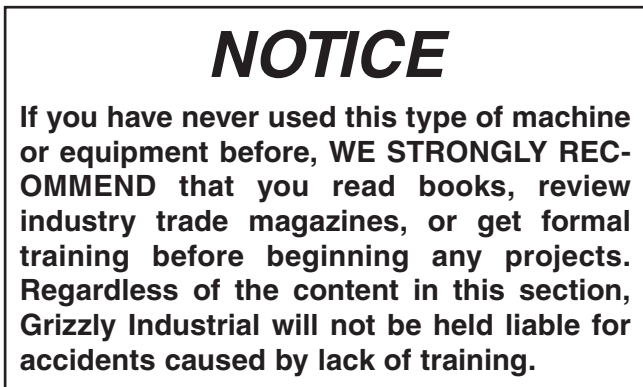 NOTICE
If you have never used this type of machine
or equipment before, WE STRONGLY REC-
OMMEND that you read books, review
industry trade magazines, or get formal
training before beginning any projects.
Regardless of the content in this section,
Grizzly Industrial will not be held liable for
accidents caused by lack of training.